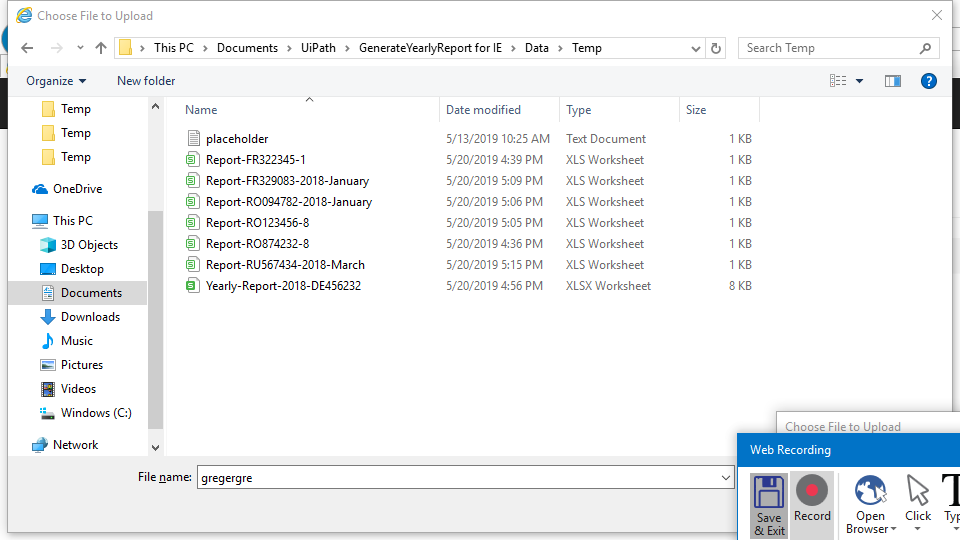 Choose File to Upload
This PC > Documents > UiPath > GenerateYearlyReport for IE > Data > Temp
Search Temp
Organize New folder
Name Date modified Type Size
Temp
Temp
Temp
OneDrive
This PC
3D Objects
Desktop
Documents
Downloads
Music
Pictures
Videos
Windows (C:)
Network
placeholder 5/13/2019 10:25 AM Text Document 1 KB
Report-FR322345-1 5/20/2019 4:39 PM XLS Worksheet 1 KB
Report-FR329083-2018-January 5/20/2019 5:09 PM XLS Worksheet 1 KB
Report-RO094782-2018-January 5/20/2019 5:06 PM XLS Worksheet 1 KB
Report-RO123456-8 5/20/2019 5:05 PM XLS Worksheet 1 KB
Report-RO874232-8 5/20/2019 4:36 PM XLS Worksheet 1 KB
Report-RU567434-2018-March 5/20/2019 5:15 PM XLS Worksheet 1 KB
Yearly-Report-2018-DE456232 5/20/2019 4:56 PM XLSX Worksheet 8 KB
File name: gregergre
Choose File to Upload
Web Recording
Save & Exit
Record
Open Browser
Click